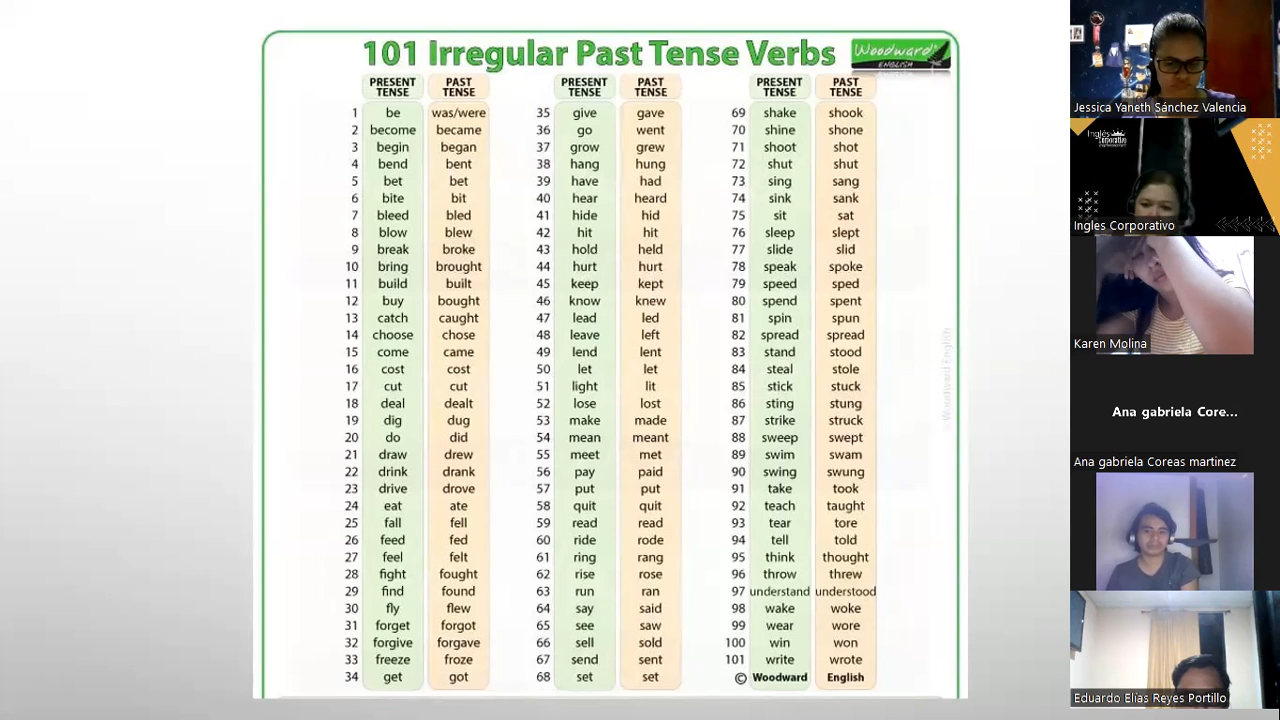 101 Irregular Past Tense Verbs
Woodward
ENGLISH
PRESENT TENSE PAST TENSE PRESENT TENSE PAST TENSE PRESENT TENSE PAST TENSE
1 be was/were 35 give gave 69 shake shook
2 become became 36 go went 70 shine shone
3 begin began 37 grow grew 71 shoot shot
4 bend bent 38 hang hung 72 shut shut
5 bet bet 39 have had 73 sing sang
6 bite bit 40 hear heard 74 sink sank
7 bleed bled 41 hide hid 75 sit sat
8 blow blew 42 hit hit 76 sleep slept
9 break broke 43 hold held 77 slide slid
10 bring brought 44 hurt hurt 78 speak spoke
11 build built 45 keep kept 79 speed sped
12 buy bought 46 know knew 80 spend spent
13 catch caught 47 lead led 81 spin spun
14 choose chose 48 leave left 82 spread spread
15 come came 49 lend lent 83 stand stood
16 cost cost 50 let let 84 steal stole
17 cut cut 51 light lit 85 stick stuck
18 deal dealt 52 lose lost 86 sting stung
19 dig dug 53 make made 87 strike struck
20 do did 54 mean meant 88 sweep swept
21 draw drew 55 meet met 89 swim swam
22 drink drank 56 pay paid 90 swing swung
23 drive drove 57 put put 91 take took
24 eat ate 58 quit quit 92 teach taught
25 fall fell 59 read read 93 tear tore
26 feed fed 60 ride rode 94 tell told
27 feel felt 61 ring rang 95 think thought
28 fight fought 62 rise rose 96 throw threw
29 find found 63 run ran 97 understand understood
30 fly flew 64 say said 98 wake woke
31 forget forgot 65 see saw 99 wear wore
32 forgive forgave 66 sell sold 100 win won
33 freeze froze 67 send sent 101 write wrote
34 get got 68 set set © Woodward English
Woodward English
Jessica Yaneth Sánchez Valencia
Inglés
Corporativo
Ingles Corporativo
Karen Molina
Ana gabriela Core...
Ana gabriela Coreas martinez
Eduardo Elías Reyes Portillo